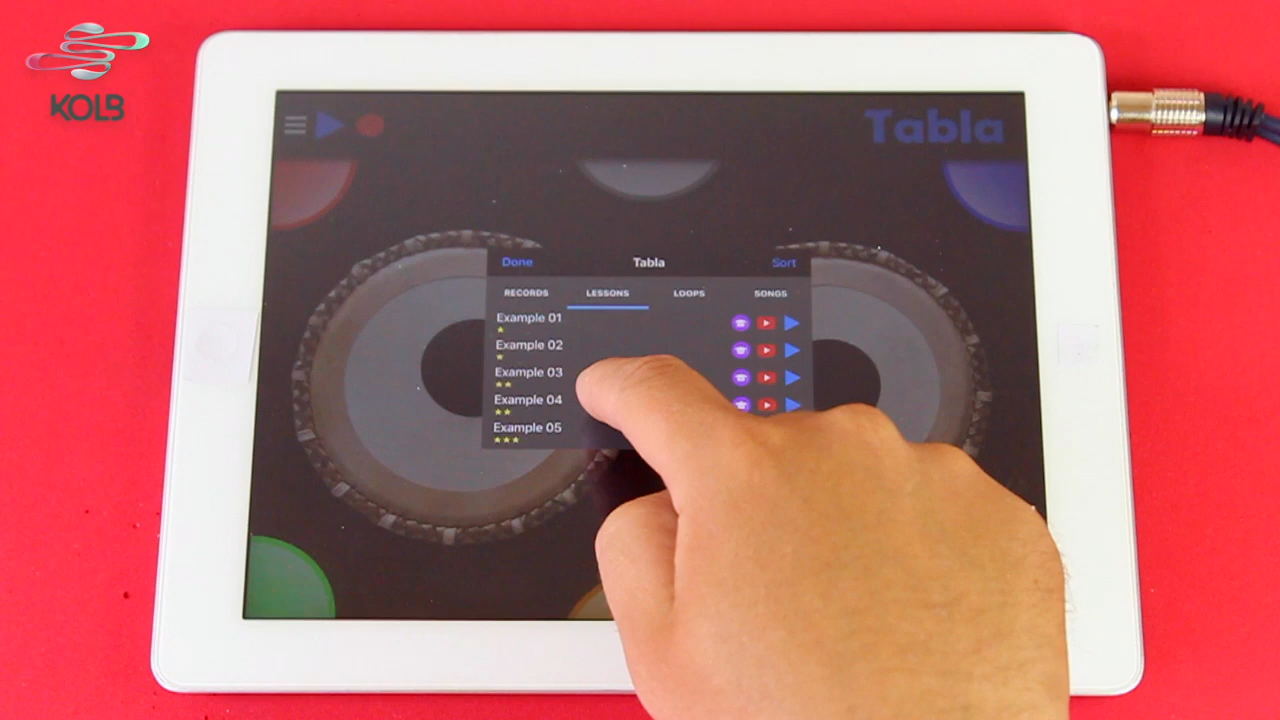 KOLB
Tabla
Done Tabla Sort
RECORDS LESSONS LOOPS SONGS
Example 01
Example 02
Example 03
Example 04
Example 05